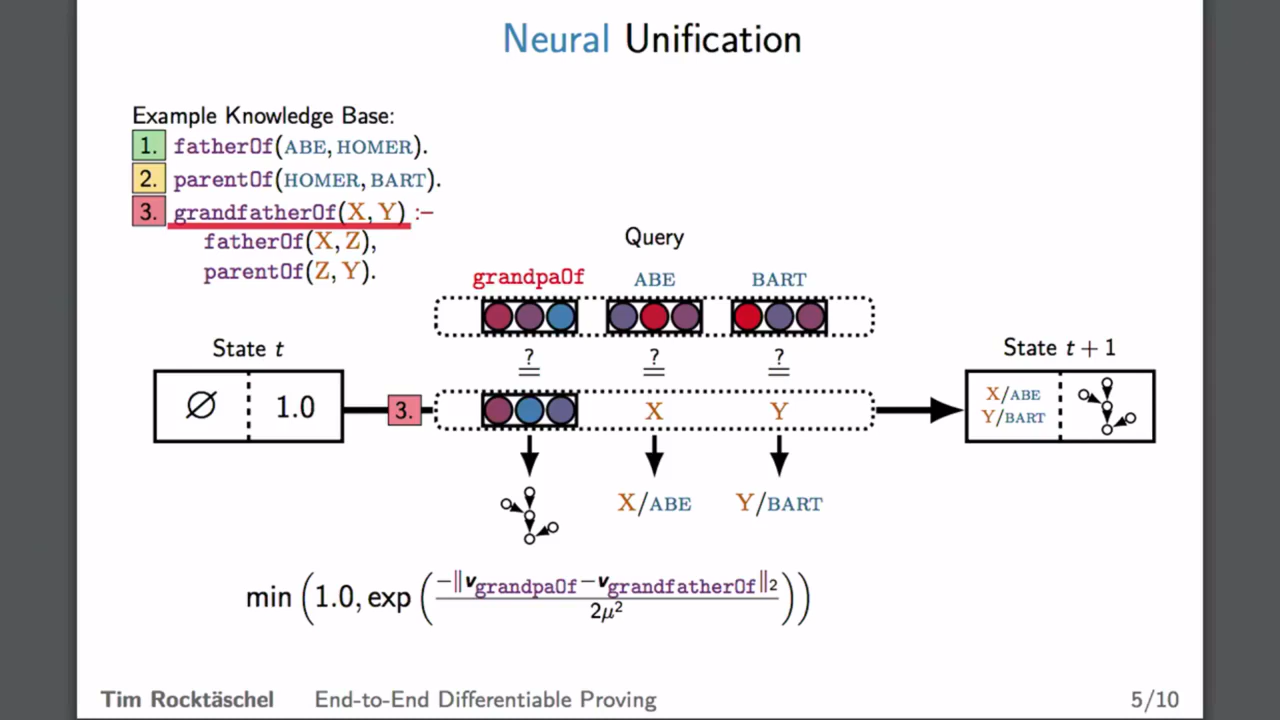 Neural Unification
Example Knowledge Base:
1. fatherOf(ABE, HOMER).
2. parentOf(HOMER, BART).
3. grandfatherOf(X, Y) :–
fatherOf(X, Z),
parentOf(Z, Y).
Query
grandpaOf ABE BART
State t
? ? ?
= = =
State t + 1
∅ 1.0
3.
X Y
X/ABE
Y/BART
X/ABE Y/BART
min (1.0, exp (−‖vgrandpaOf−vgrandfatherOf‖2
2μ²))
Tim Rocktäschel End-to-End Differentiable Proving 5/10